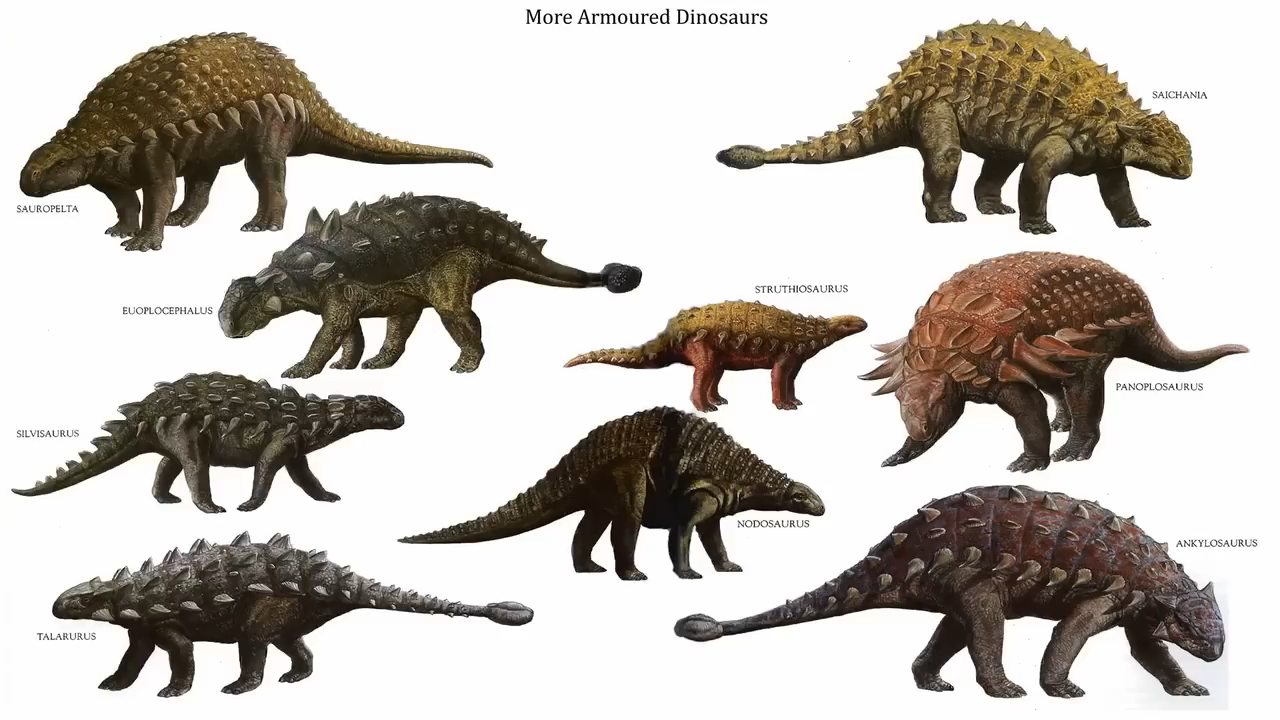 More Armoured Dinosaurs
SAICHANIA
SAUROPELTA
STRUTHIOSAURUS
EUOPLOCEPHALUS
PANOPLOSAURUS
SILVISAURUS
NODOSAURUS
ANKYLOSAURUS
TALARURUS